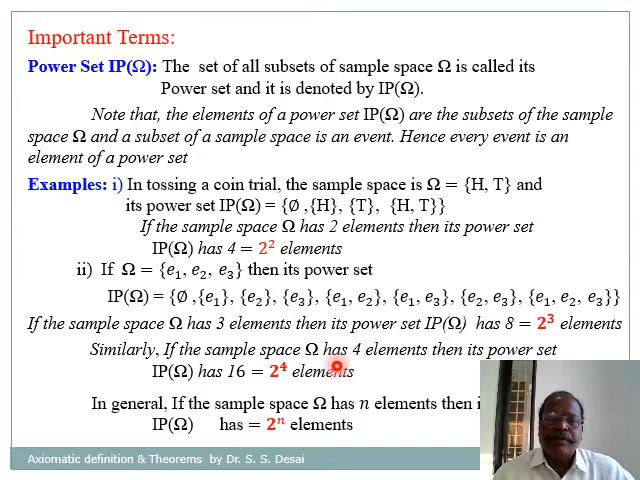 Important Terms:
Power Set IP(Ω): The set of all subsets of sample space Ω is called its
Power set and it is denoted by IP(Ω).
Note that, the elements of a power set IP(Ω) are the subsets of the sample
space Ω and a subset of a sample space is an event. Hence every event is an
element of a power set
Examples: i) In tossing a coin trial, the sample space is Ω = {H, T} and
its power set IP(Ω) = {∅ ,{H}, {T}, {H, T}}
If the sample space Ω has 2 elements then its power set
IP(Ω) has 4 = 2² elements
ii) If Ω = {e₁, e₂, e₃} then its power set
IP(Ω) = {∅, {e₁}, {e₂}, {e₃}, {e₁, e₂}, {e₁, e₃}, {e₂, e₃}, {e₁, e₂, e₃}}
If the sample space Ω has 3 elements then its power set IP(Ω) has 8 = 2³ elements
Similarly, If the sample space Ω has 4 elements then its power set
IP(Ω) has 16 = 2⁴ elements
In general, If the sample space Ω has n elements then i
IP(Ω) has = 2ⁿ elements
Axiomatic definition & Theorems by Dr. S. S. Desai